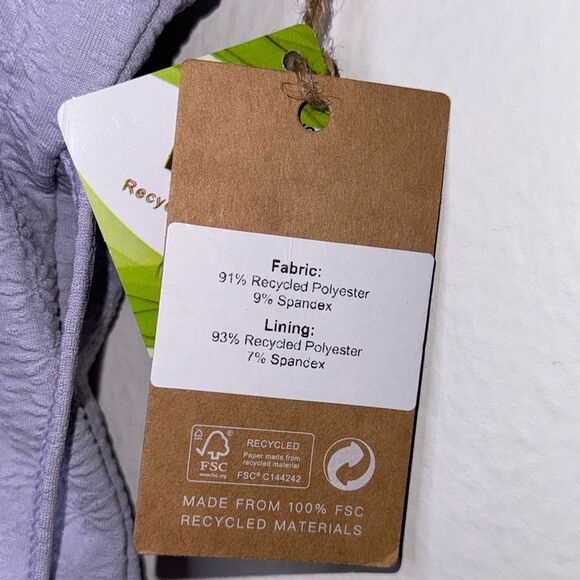 Recyc
Fabric:
91% Recycled Polyester
9% Spandex
Lining:
93% Recycled Polyester
7% Spandex
FSC
www.fsc.org
RECYCLED
Paper made from
recycled material
FSC® C144242
MADE FROM 100% FSC
RECYCLED MATERIALS